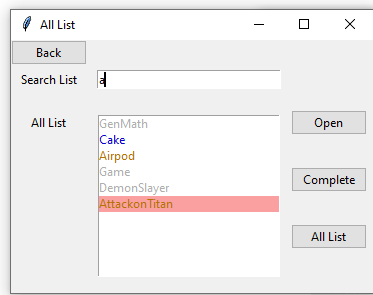 All List
Back
Search List a
All List
GenMath
Cake
Airpod
Game
DemonSlayer
AttackonTitan
Open
Complete
All List